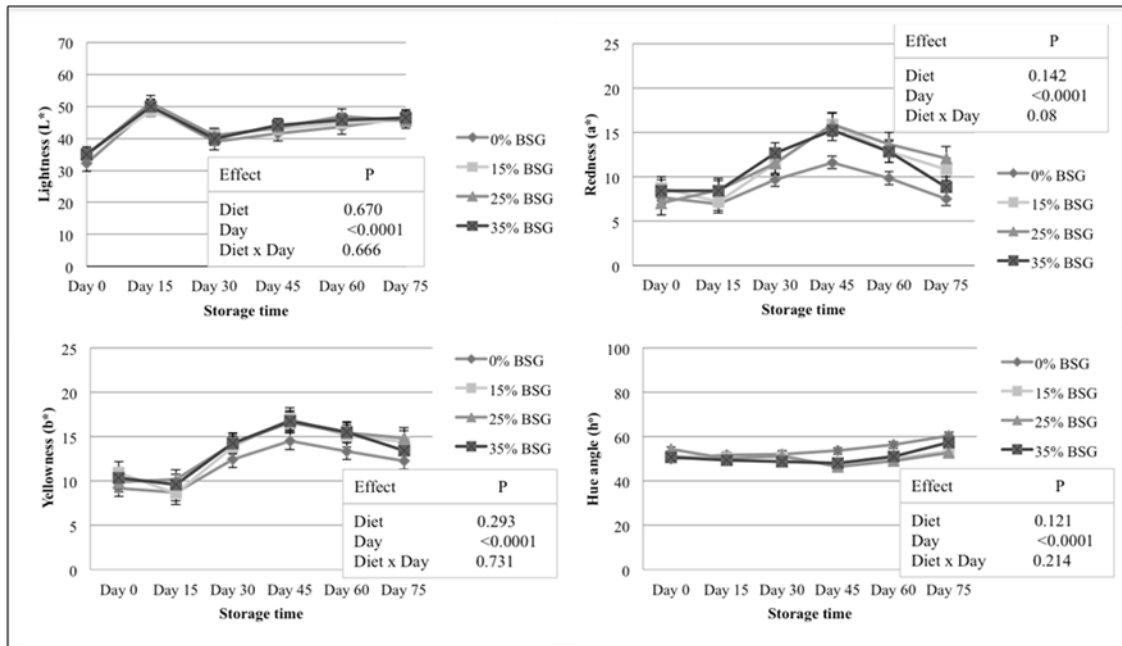 70
60
50
40
30
20
10
0
Lightness (L*)
Day 0 Day 15 Day 30 Day 45 Day 60 Day 75
Storage time
0% BSG
15% BSG
25% BSG
35% BSG
Effect P
Diet 0.670
Day <0.0001
Diet x Day 0.666
25
20
15
10
5
0
Redness (a*)
Day 0 Day 15 Day 30 Day 45 Day 60 Day 75
Storage time
Effect P
Diet 0.142
Day <0.0001
Diet x Day 0.08
0% BSG
15% BSG
25% BSG
35% BSG
25
20
15
10
5
0
Yellowness (b*)
Day 0 Day 15 Day 30 Day 45 Day 60 Day 75
Storage time
0% BSG
15% BSG
25% BSG
35% BSG
Effect P
Diet 0.293
Day <0.0001
Diet x Day 0.731
100
80
60
40
20
0
Hue angle (hº)
Day 0 Day 15 Day 30 Day 45 Day 60 Day 75
Storage time
0% BSG
15% BSG
25% BSG
35% BSG
Effect P
Diet 0.121
Day <0.0001
Diet x Day 0.214